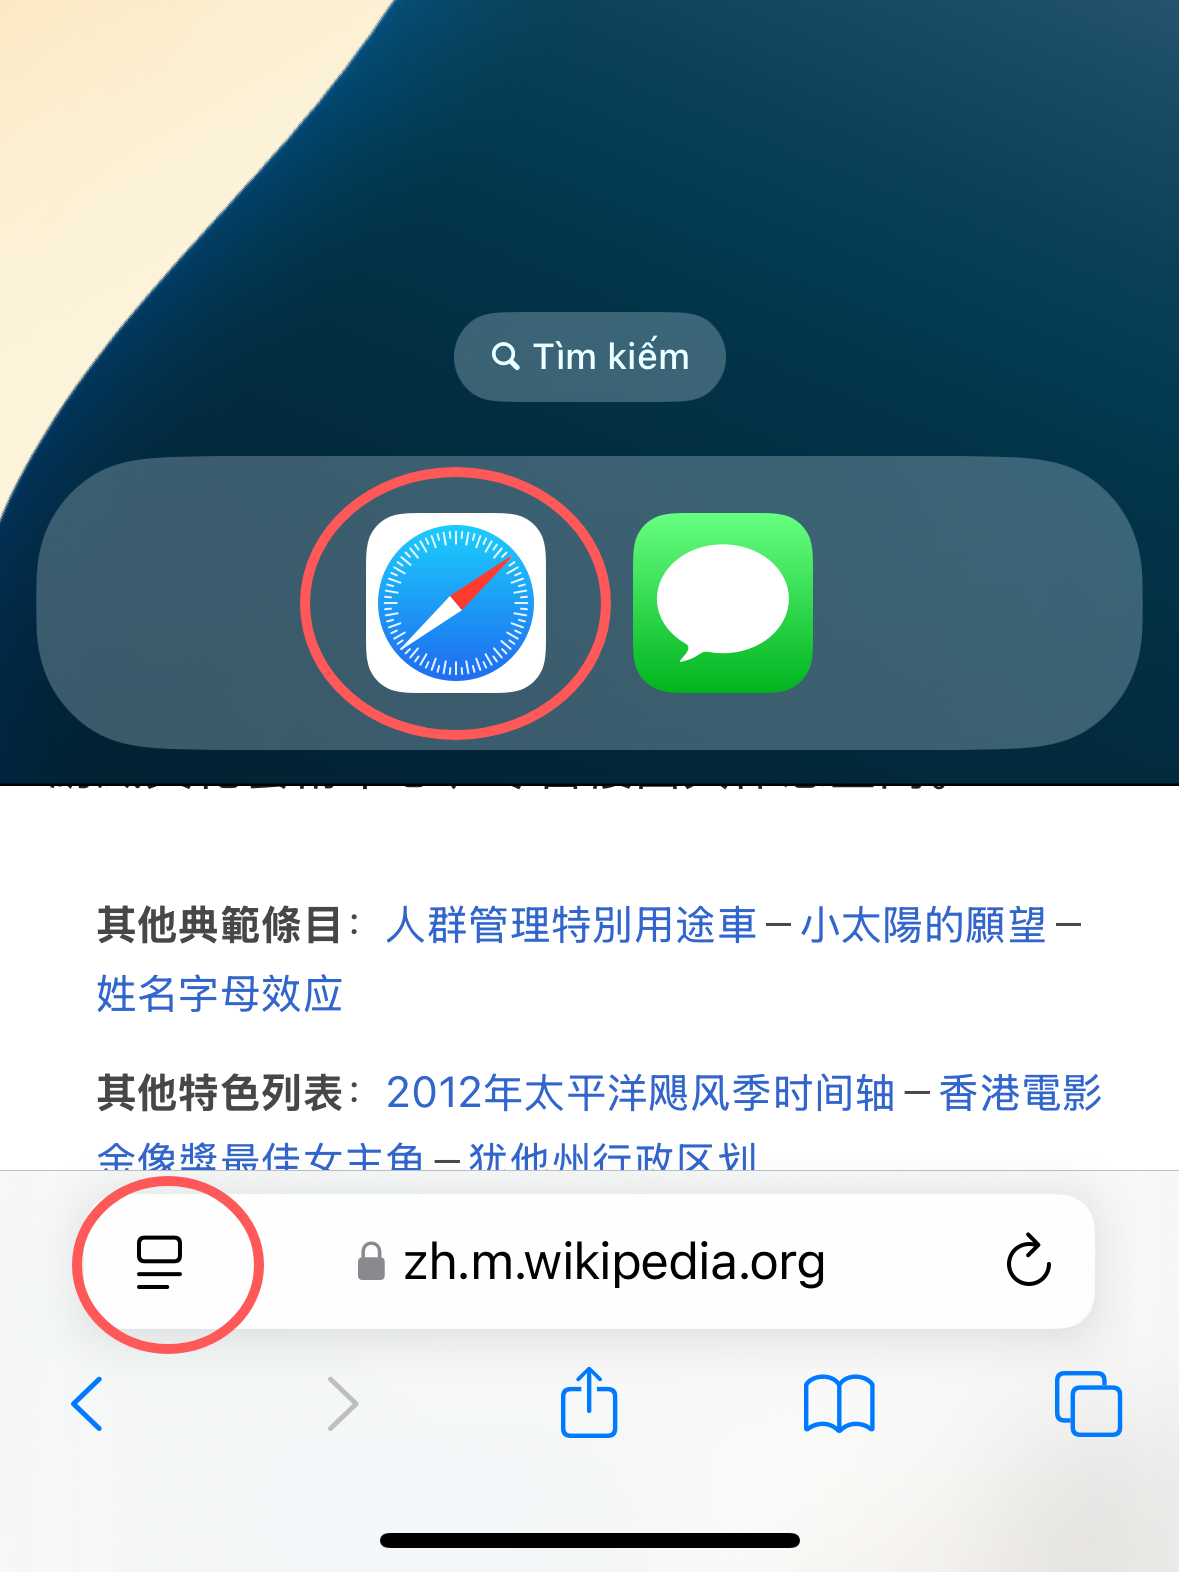 Tìm kiếm
其他典範條目：人群管理特別用途車 – 小太陽的願望 –
姓名字母效应
其他特色列表：2012年太平洋飓风季时间轴 – 香港電影
金像獎最佳女主角 – 犹他州行政区划
zh.m.wikipedia.org